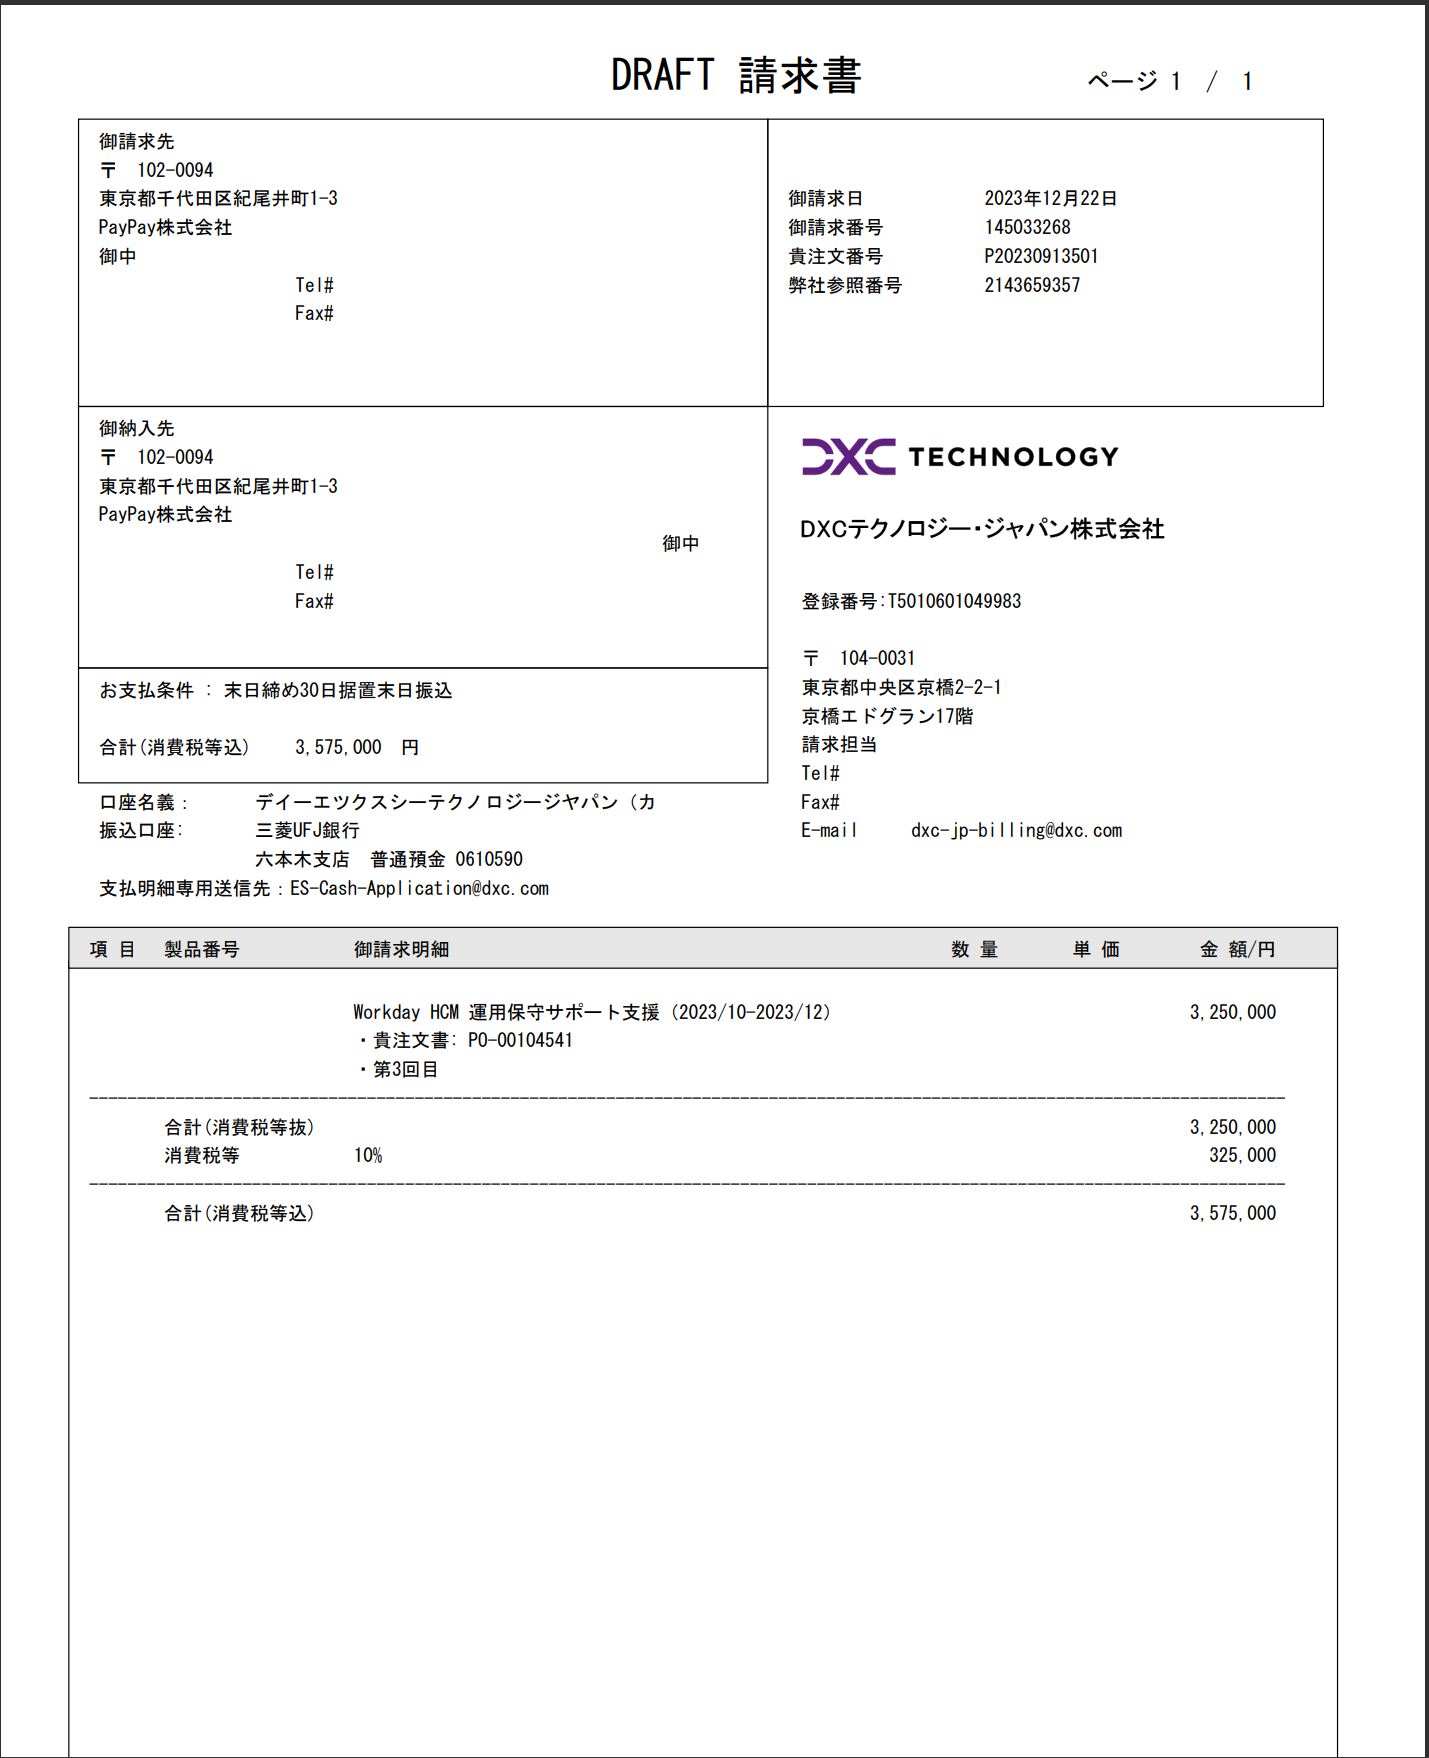 DRAFT 請求書
ページ 1 / 1
御請求先
〒 102-0094
東京都千代田区紀尾井町1-3
PayPay株式会社
御中
Tel#
Fax#
御請求日 2023年12月22日
御請求番号 145033268
貴注文番号 P20230913501
弊社参照番号 2143659357
御納入先
〒 102-0094
東京都千代田区紀尾井町1-3
PayPay株式会社
御中
Tel#
Fax#
お支払条件 : 末日締め30日据置末日振込
合計(消費税等込) 3,575,000 円
口座名義: デイーエツクスシーテクノロジージヤパン（カ
振込口座: 三菱UFJ銀行
六本木支店 普通預金 0610590
支払明細専用送信先：ES-Cash-Application@dxc.com
DXC TECHNOLOGY
DXCテクノロジー・ジャパン株式会社
登録番号:T5010601049983
〒 104-0031
東京都中央区京橋2-2-1
京橋エドグラン17階
請求担当
Tel#
Fax#
E-mail dxc-jp-billing@dxc.com
項 目 製品番号 御請求明細 数 量 単 価 金 額/円
Workday HCM 運用保守サポート支援（2023/10-2023/12） 3,250,000
・貴注文書: PO-00104541
・第3回目
合計(消費税等抜) 3,250,000
消費税等 10% 325,000
合計(消費税等込) 3,575,000